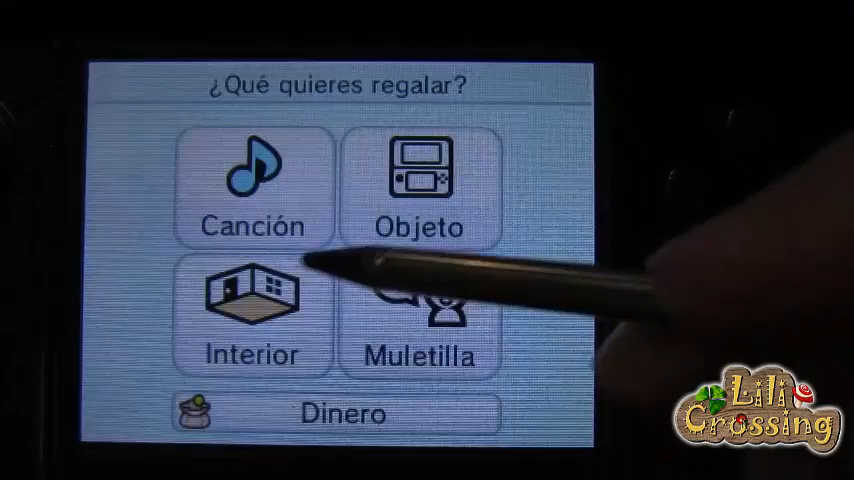 ¿Qué quieres regalar?
Canción
Objeto
Interior
Muletilla
Dinero
Lili
Crossing